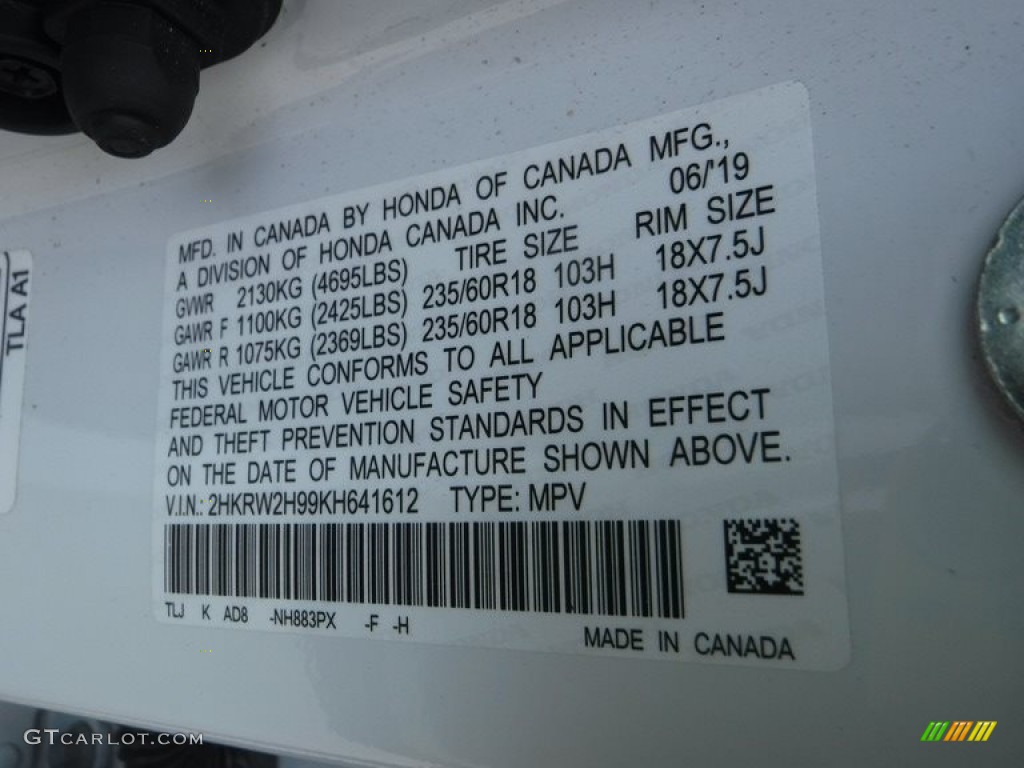 MFD. IN CANADA BY HONDA OF CANADA MFG.,
A DIVISION OF HONDA CANADA INC. 06/'19
GVWR 2130KG (4695LBS) TIRE SIZE RIM SIZE
GAWR F 1100KG (2425LBS) 235/60R18 103H 18X7.5J
GAWR R 1075KG (2369LBS) 235/60R18 103H 18X7.5J
THIS VEHICLE CONFORMS TO ALL APPLICABLE
FEDERAL MOTOR VEHICLE SAFETY
AND THEFT PREVENTION STANDARDS IN EFFECT
ON THE DATE OF MANUFACTURE SHOWN ABOVE.
V.I.N.: 2HKRW2H99KH641612 TYPE: MPV
TLJ K AD8 -NH883PX -F -H
MADE IN CANADA
TLA A1
GTCARLOT.COM